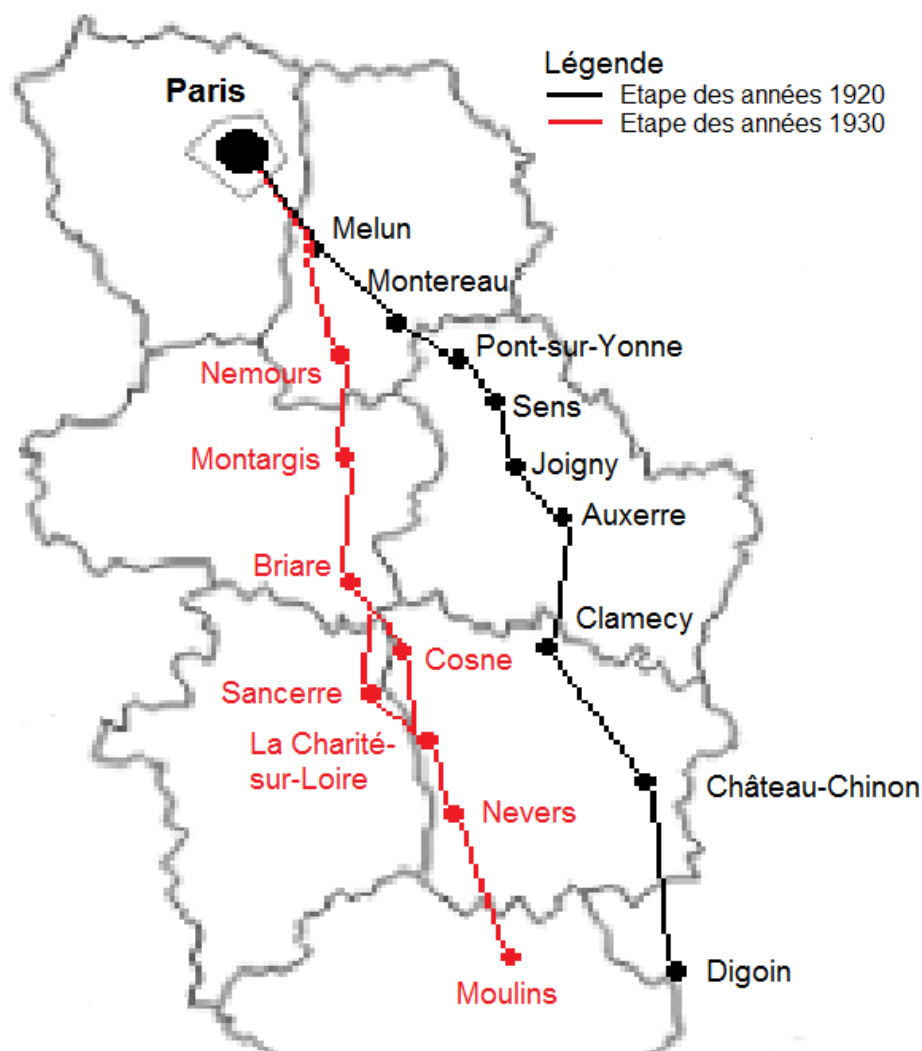 Légende
Etape des années 1920
Etape des années 1930
Paris
Melun
Montereau
Pont-sur-Yonne
Nemours
Sens
Montargis
Joigny
Auxerre
Briare
Clamecy
Cosne
Sancerre
La Charité-
sur-Loire
Château-Chinon
Nevers
Digoin
Moulins